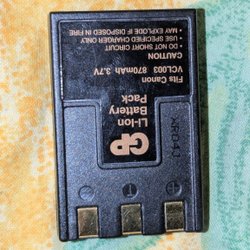 GP
Li-Ion
Battery
Pack
Fits Canon
VCL003 870mAh 3.7V
• DO NOT SHORT CIRCUIT
• USE SPECIFIED CHARGER ONLY
• MAY EXPLODE IF DISPOSED IN FIRE